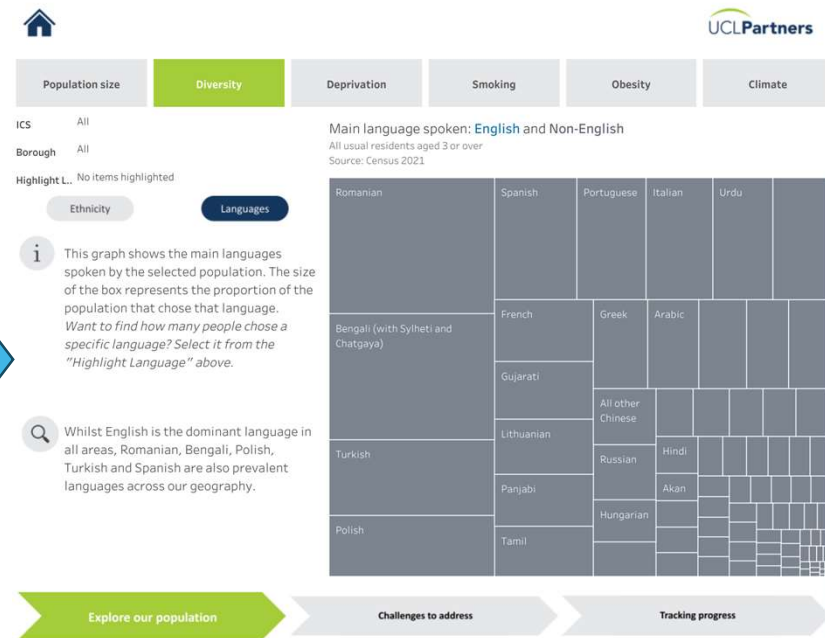 UCLPartners
Population size
Diversity
Deprivation
Smoking
Obesity
Climate
ICS
All
Borough
All
Highlight L..
No items highlighted
Ethnicity
Languages
i
This graph shows the main languages
spoken by the selected population. The size
of the box represents the proportion of the
population that chose that language.
Want to find how many people chose a
specific language? Select it from the
"Highlight Language" above.
Whilst English is the dominant language in
all areas, Romanian, Bengali, Polish,
Turkish and Spanish are also prevalent
languages across our geography.
Main language spoken: English and Non-English
All usual residents aged 3 or over
Source: Census 2021
Romanian
Spanish
Portuguese
Italian
Urdu
Bengali (with Sylheti and
Chatgaya)
French
Greek
Arabic
Gujarati
All other
Chinese
Lithuanian
Turkish
Russian
Hindi
Panjabi
Akan
Hungarian
Polish
Tamil
Explore our population
Challenges to address
Tracking progress